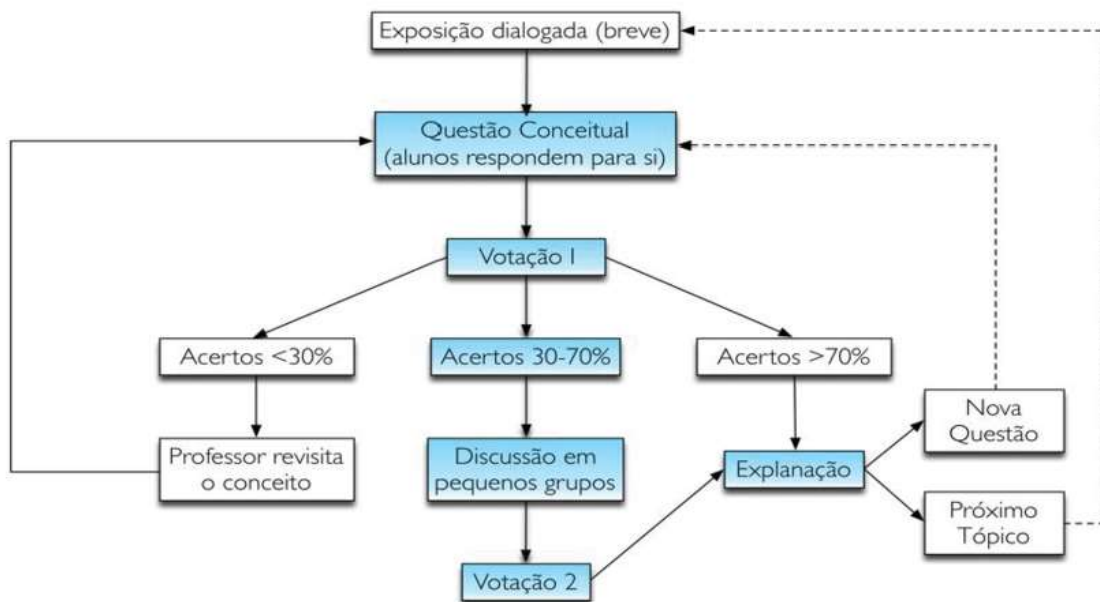 Exposição dialogada (breve)
Questão Conceitual
(alunos respondem para si)
Votação 1
Acertos <30%
Acertos 30-70%
Acertos >70%
Professor revisita
o conceito
Discussão em
pequenos grupos
Explanação
Nova
Questão
Próximo
Tópico
Votação 2